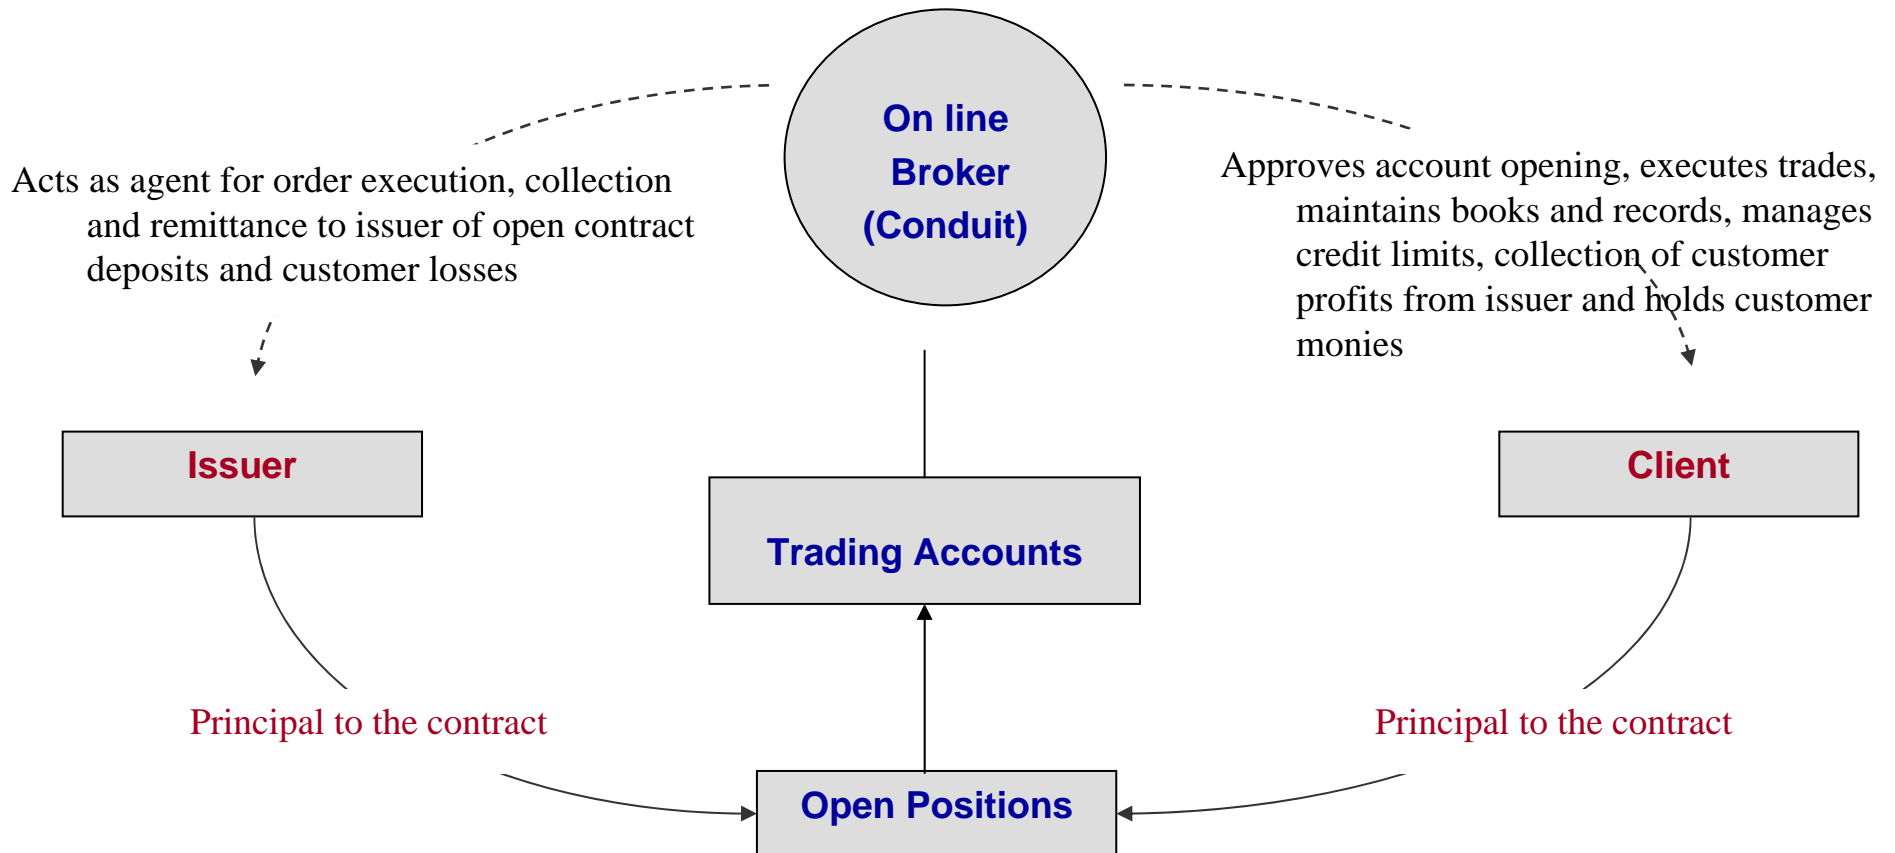 On line
Broker
(Conduit)
Acts as agent for order execution, collection
and remittance to issuer of open contract
deposits and customer losses
Approves account opening, executes trades,
maintains books and records, manages
credit limits, collection of customer
profits from issuer and holds customer
monies
Issuer
Client
Trading Accounts
Principal to the contract
Principal to the contract
Open Positions